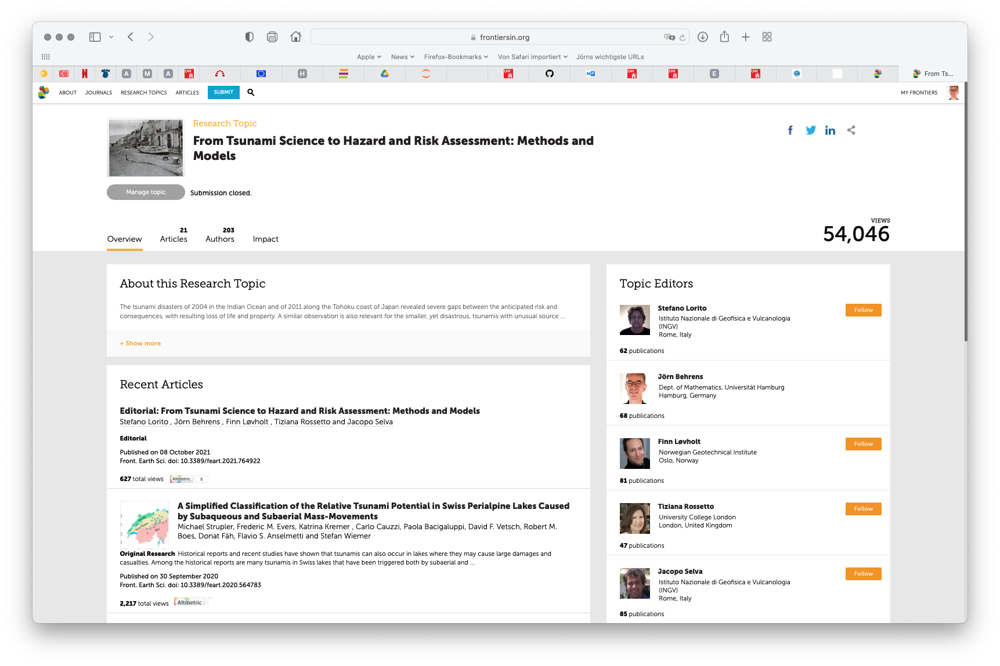 frontiersin.org
Apple News Firefox-Bookmarks Von Safari importiert Jörns wichtigste URLs
DB N A M A UHH H UHH MP UHH UHH E UHH From Ts...
ABOUT JOURNALS RESEARCH TOPICS ARTICLES SUBMIT MY FRONTIERS
Research Topic
From Tsunami Science to Hazard and Risk Assessment: Methods and
Models
Manage topic Submission closed.
VIEWS
54,046
21 203
Overview Articles Authors Impact
About this Research Topic
The tsunami disasters of 2004 in the Indian Ocean and of 2011 along the Tohoku coast of Japan revealed severe gaps between the anticipated risk and
consequences, with resulting loss of life and property. A similar observation is also relevant for the smaller, yet disastrous, tsunamis with unusual source ...
+ Show more
Recent Articles
Editorial: From Tsunami Science to Hazard and Risk Assessment: Methods and Models
Stefano Lorito , Jörn Behrens , Finn Løvholt , Tiziana Rossetto and Jacopo Selva
Editorial
Published on 08 October 2021
Front. Earth Sci. doi: 10.3389/feart.2021.764922
627 total views Altmetric 5
A Simplified Classification of the Relative Tsunami Potential in Swiss Perialpine Lakes Caused
by Subaqueous and Subaerial Mass-Movements
Michael Strupler, Frederic M. Evers, Katrina Kremer , Carlo Cauzzi, Paola Bacigaluppi, David F. Vetsch, Robert M.
Boes, Donat Fäh, Flavio S. Anselmetti and Stefan Wiemer
Original Research Historical reports and recent studies have shown that tsunamis can also occur in lakes where they may cause large damages and
casualties. Among the historical reports are many tsunamis in Swiss lakes that have been triggered both by subaerial and ...
Published on 30 September 2020
Front. Earth Sci. doi: 10.3389/feart.2020.564783
2,217 total views Altmetric
Topic Editors
Stefano Lorito
Follow
Istituto Nazionale di Geofisica e Vulcanologia
(INGV)
Rome, Italy
62 publications
Jörn Behrens
Dept. of Mathematics, Universität Hamburg
Hamburg, Germany
68 publications
Finn Løvholt
Follow
Norwegian Geotechnical Institute
Oslo, Norway
81 publications
Tiziana Rossetto
Follow
University College London
London, United Kingdom
47 publications
Jacopo Selva
Follow
Istituto Nazionale di Geofisica e Vulcanologia
(INGV)
Rome, Italy
85 publications